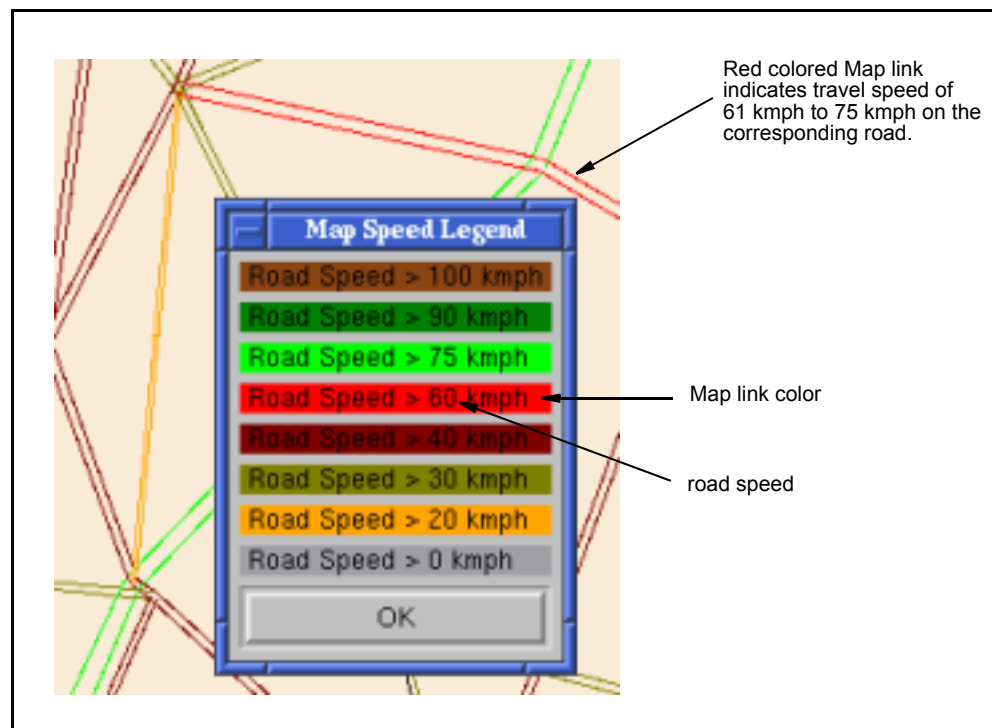 Red colored Map link
indicates travel speed of
61 kmph to 75 kmph on the
corresponding road.
Map Speed Legend
Road Speed > 100 kmph
Road Speed > 90 kmph
Road Speed > 75 kmph
Road Speed > 60 kmph
Map link color
Road Speed > 40 kmph
Road Speed > 30 kmph
road speed
Road Speed > 20 kmph
Road Speed > 0 kmph
OK